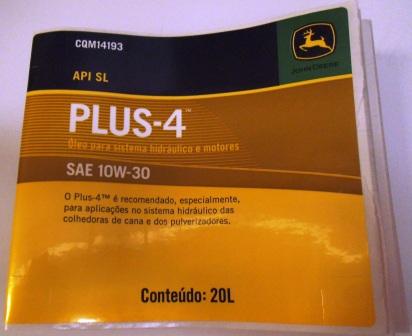 CQM14193
JOHN DEERE
API SL
PLUS-4™
Óleo para sistema hidráulico e motores
SAE 10W-30
O Plus-4™ é recomendado, especialmente,
para aplicações no sistema hidráulico das
colhedoras de cana e dos pulverizadores.
Conteúdo: 20L